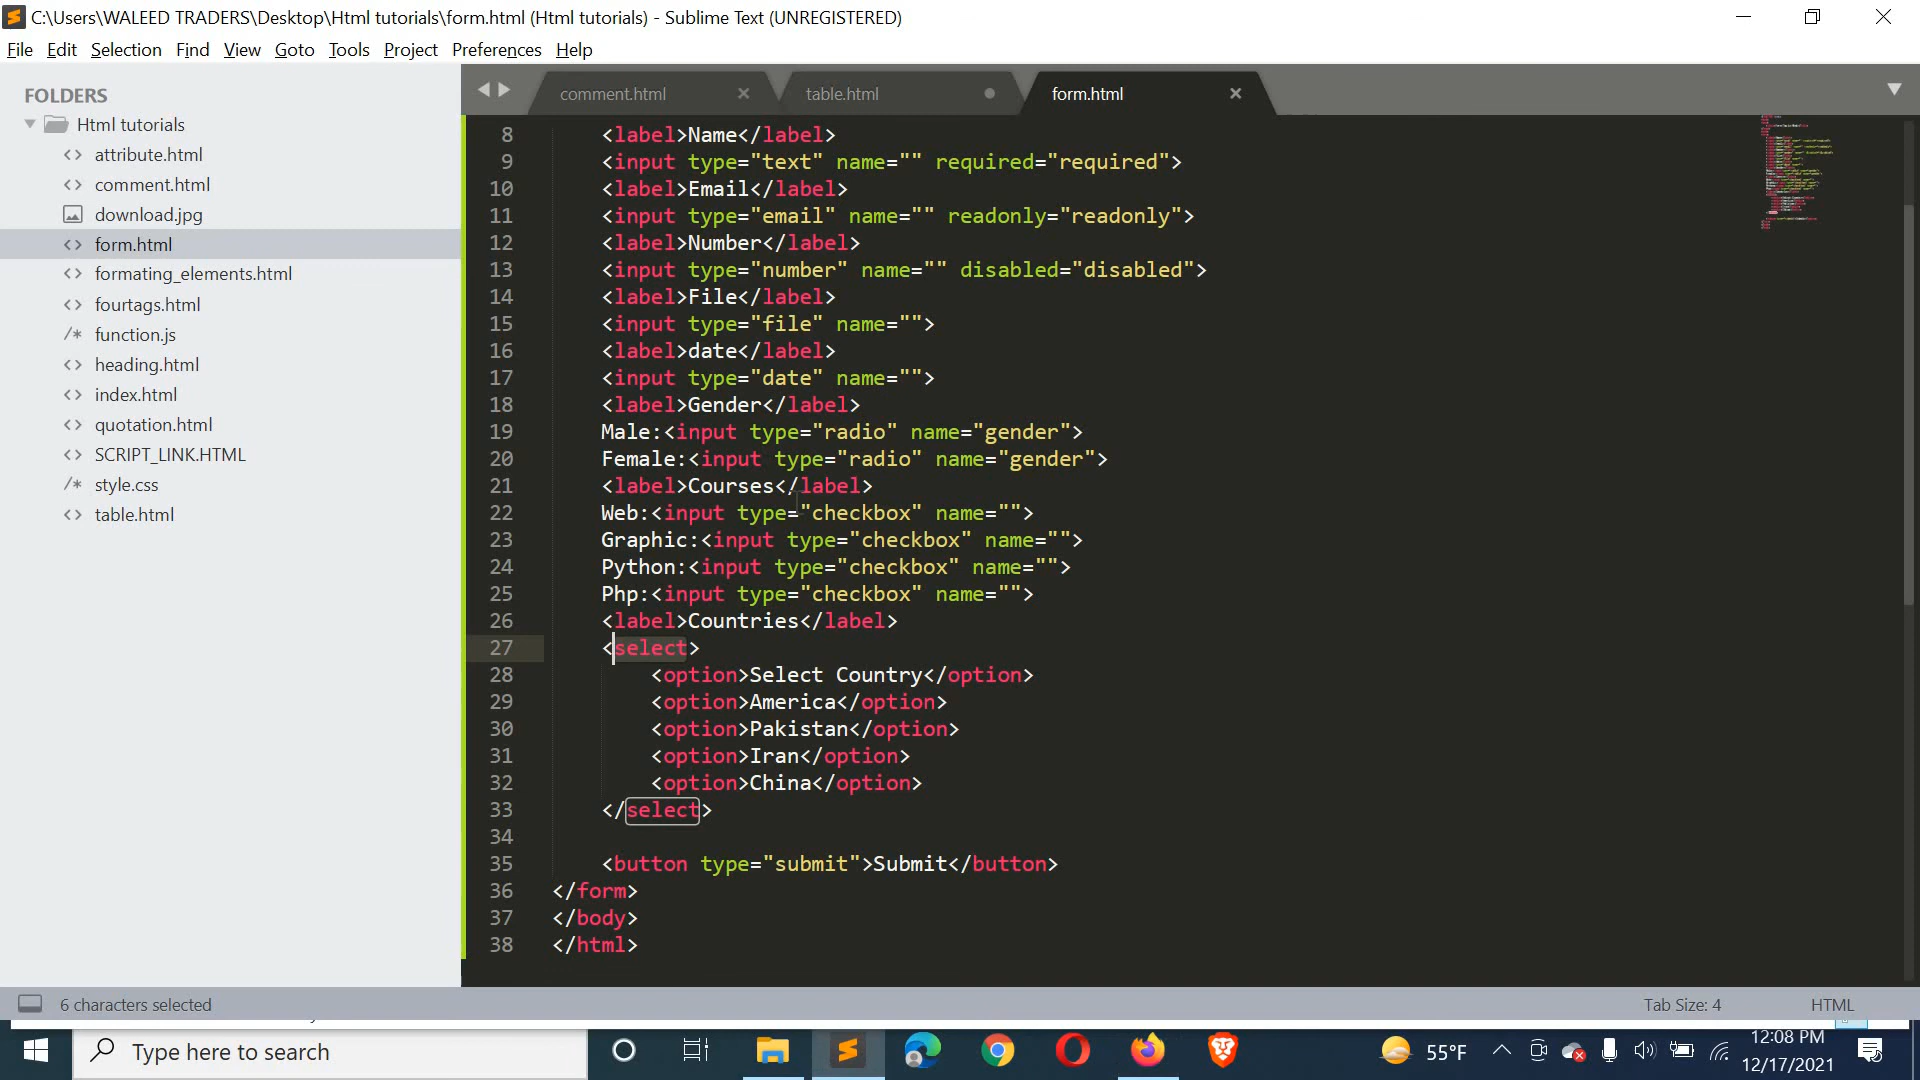 C:\Users\WALEED TRADERS\Desktop\Html tutorials\form.html (Html tutorials) - Sublime Text (UNREGISTERED)
File Edit Selection Find View Goto Tools Project Preferences Help
FOLDERS
Html tutorials
attribute.html
comment.html
download.jpg
form.html
formating_elements.html
fourtags.html
function.js
heading.html
index.html
quotation.html
SCRIPT_LINK.HTML
style.css
table.html
comment.html table.html form.html
8 <label>Name</label>
9 <input type="text" name="" required="required">
10 <label>Email</label>
11 <input type="email" name="" readonly="readonly">
12 <label>Number</label>
13 <input type="number" name="" disabled="disabled">
14 <label>File</label>
15 <input type="file" name="">
16 <label>date</label>
17 <input type="date" name="">
18 <label>Gender</label>
19 Male:<input type="radio" name="gender">
20 Female:<input type="radio" name="gender">
21 <label>Courses</label>
22 Web:<input type="checkbox" name="">
23 Graphic:<input type="checkbox" name="">
24 Python:<input type="checkbox" name="">
25 Php:<input type="checkbox" name="">
26 <label>Countries</label>
27 <select>
28 <option>Select Country</option>
29 <option>America</option>
30 <option>Pakistan</option>
31 <option>Iran</option>
32 <option>China</option>
33 </select>
34
35 <button type="submit">Submit</button>
36 </form>
37 </body>
38 </html>
6 characters selected Tab Size: 4 HTML
Type here to search 55°F 12:08 PM
12/17/2021